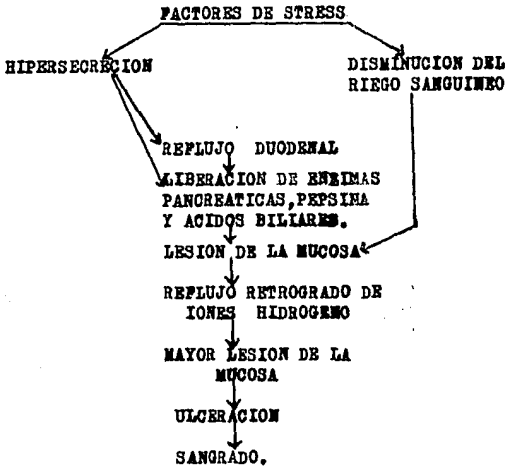 FACTORES DE STRESS
HIPERSECRECION
DISMINUCION DEL
RIEGO SANGUINEO
REFLUJO DUODENAL
LIBERACION DE ENZIMAS
PANCREATICAS, PEPSINA
Y ACIDOS BILIARES.
LESION DE LA MUCOSA
REFLUJO RETROGRADO DE
IONES HIDROGENO
MAYOR LESION DE LA
MUCOSA
ULCERACION
SANGRADO.